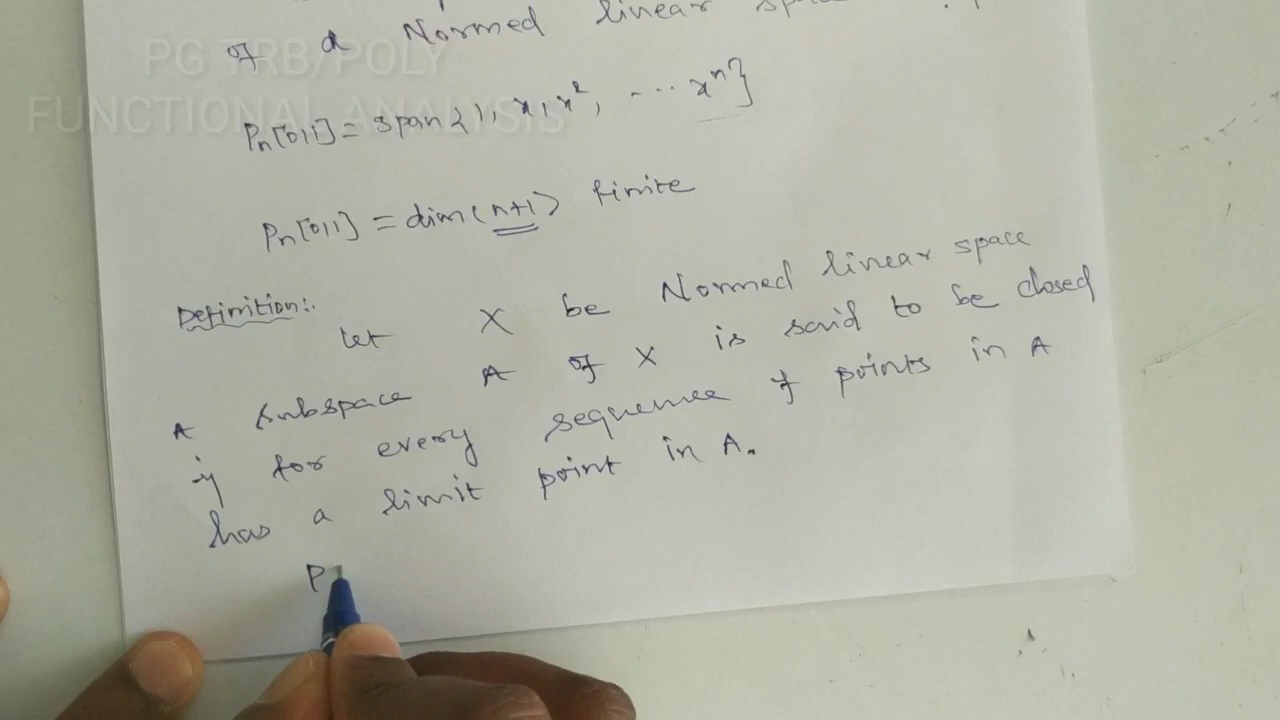 of a Normed linear space
PG TRB/POLY
FUNCTIONAL ANALYSIS
Pn[0,1] = span{1, x, x², ... xⁿ}
Pn[0,1] = dim(n+1) finite
Definition:.
Let X be Normed linear space
A subspace A of X is said to be closed
if for every sequence of points in A
has a limit point in A.
P